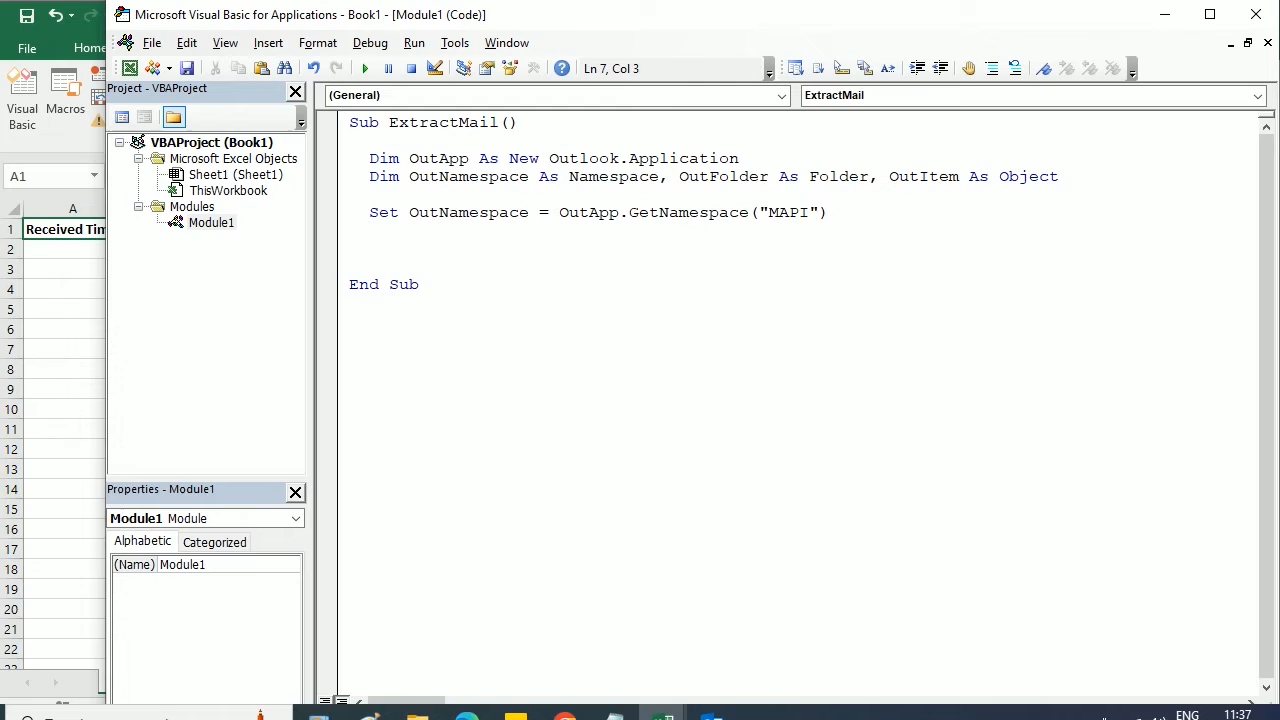 Microsoft Visual Basic for Applications - Book1 - [Module1 (Code)]
File Home
File Edit View Insert Format Debug Run Tools Window
Ln 7, Col 3
Visual Basic
Macros
Project - VBAProject
(General)
ExtractMail
VBAProject (Book1)
Microsoft Excel Objects
Sheet1 (Sheet1)
ThisWorkbook
Modules
Module1
A1
A
1 Received Tim
2
3
4
5
6
7
8
9
10
11
12
13
14
15
16
17
18
19
20
21
22
Sub ExtractMail()
Dim OutApp As New Outlook.Application
Dim OutNamespace As Namespace, OutFolder As Folder, OutItem As Object
Set OutNamespace = OutApp.GetNamespace("MAPI")
End Sub
Properties - Module1
Module1 Module
Alphabetic Categorized
(Name) Module1
ENG
11:37